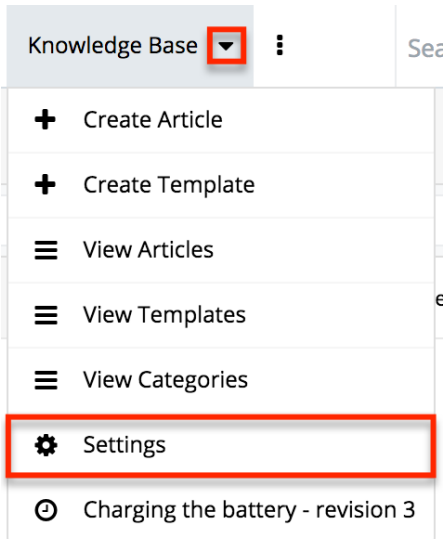 Knowledge Base
Sea
Create Article
Create Template
View Articles
View Templates
e
View Categories
Settings
Charging the battery - revision 3